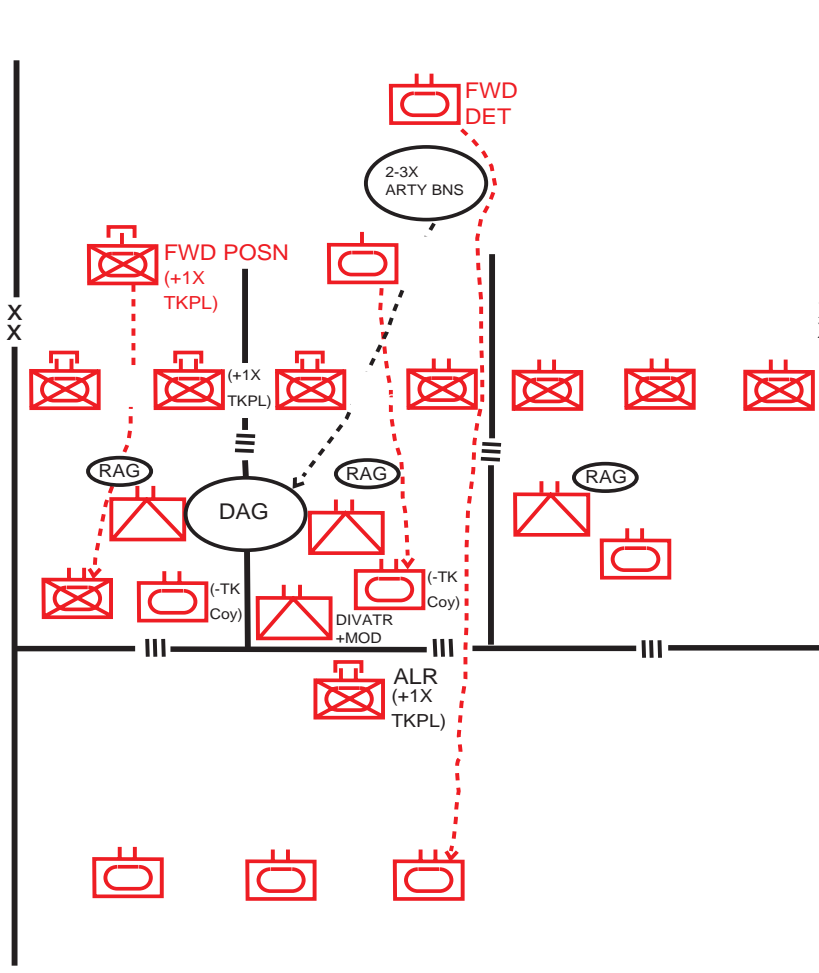 FWD
DET
2-3X
ARTY BNS
FWD POSN
(+1X
TKPL)
X
X
(+1X
TKPL)
RAG
RAG
RAG
DAG
(-TK
Coy)
(-TK
Coy)
DIVATR
+MOD
ALR
(+1X
TKPL)